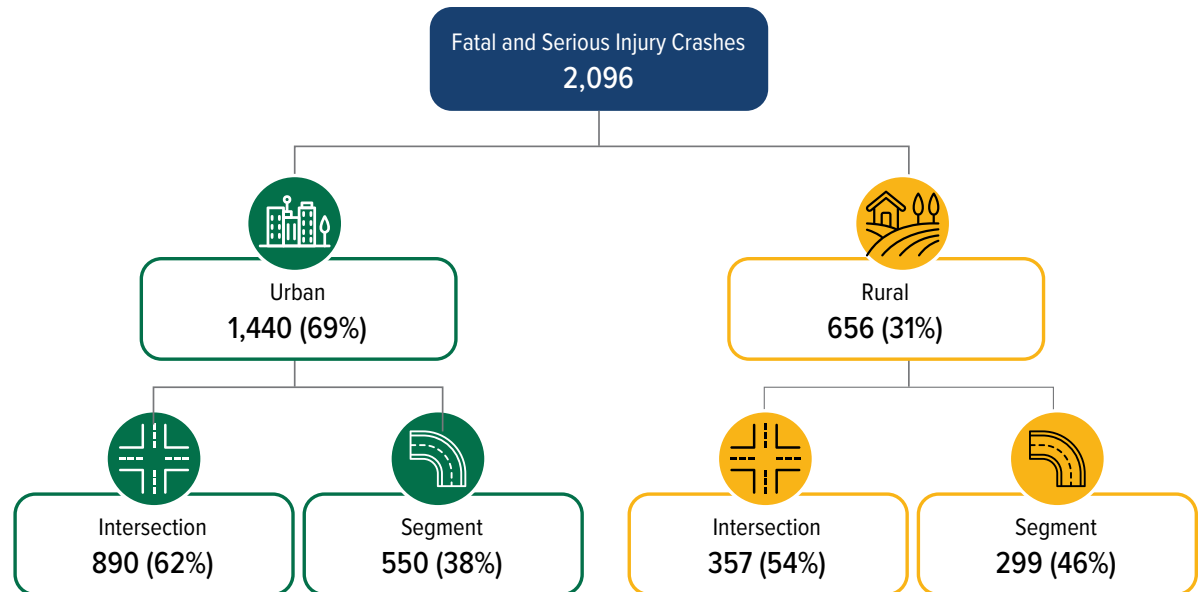 Fatal and Serious Injury Crashes
2,096
Urban
1,440 (69%)
Rural
656 (31%)
Intersection
890 (62%)
Segment
550 (38%)
Intersection
357 (54%)
Segment
299 (46%)